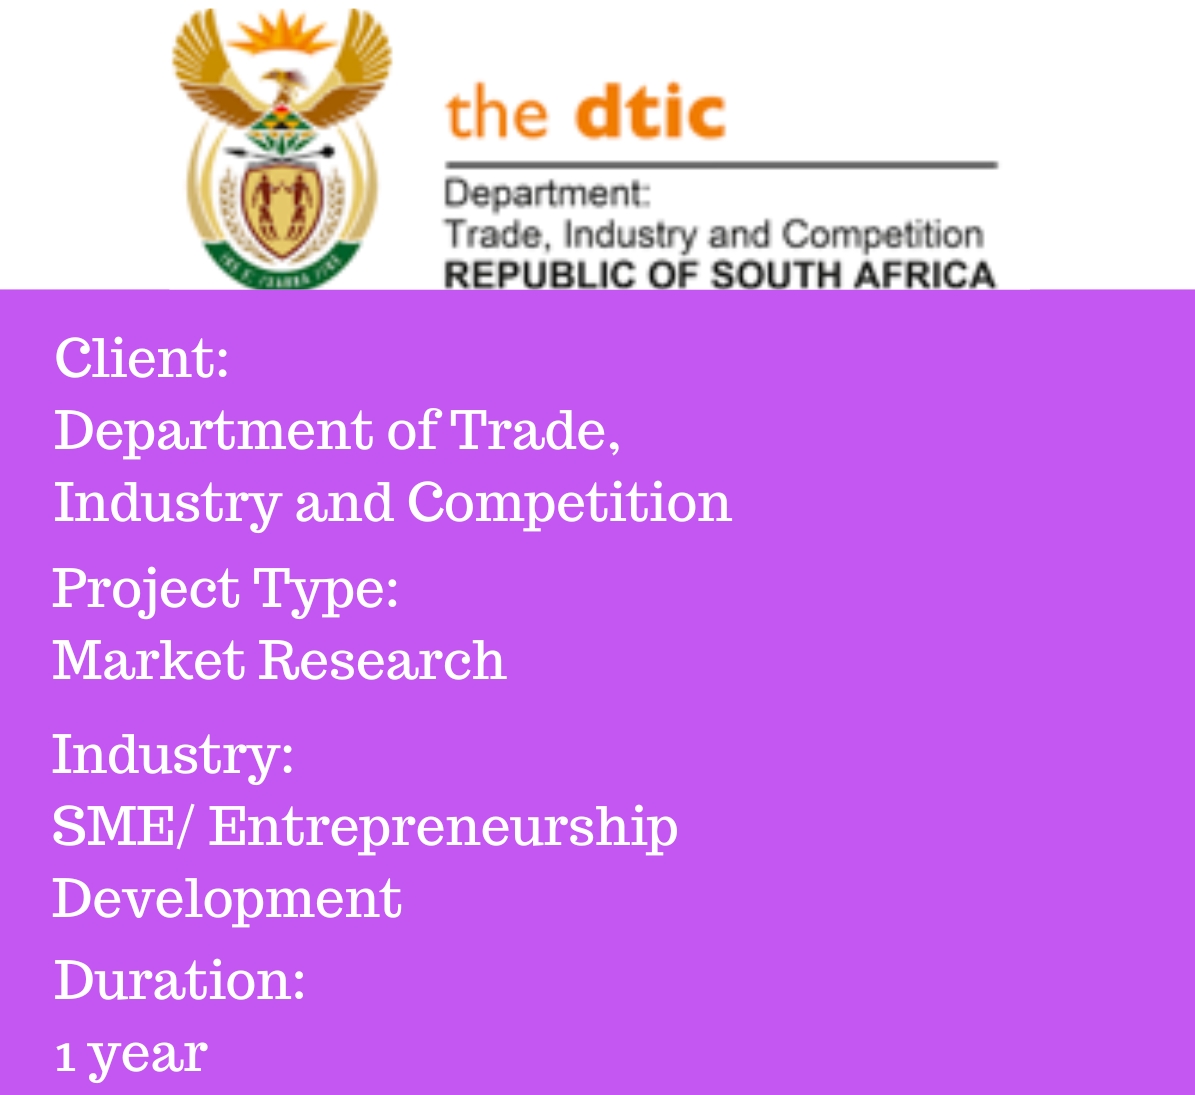 the dtic
Department:
Trade, Industry and Competition
REPUBLIC OF SOUTH AFRICA
Client:
Department of Trade,
Industry and Competition
Project Type:
Market Research
Industry:
SME/ Entrepreneurship
Development
Duration:
1 year